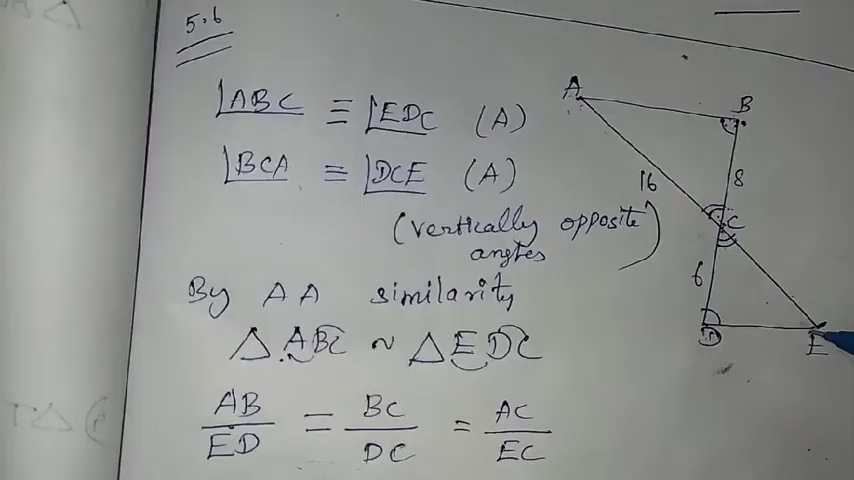 5.6
∠ABC ≡ ∠EDC (A)
∠BCA ≡ ∠DCE (A)
(vertically opposite
angles)
By AA similarity
△ABC ~ △EDC
AB/ED = BC/DC = AC/EC
A
B
16
8
C
6
D
E